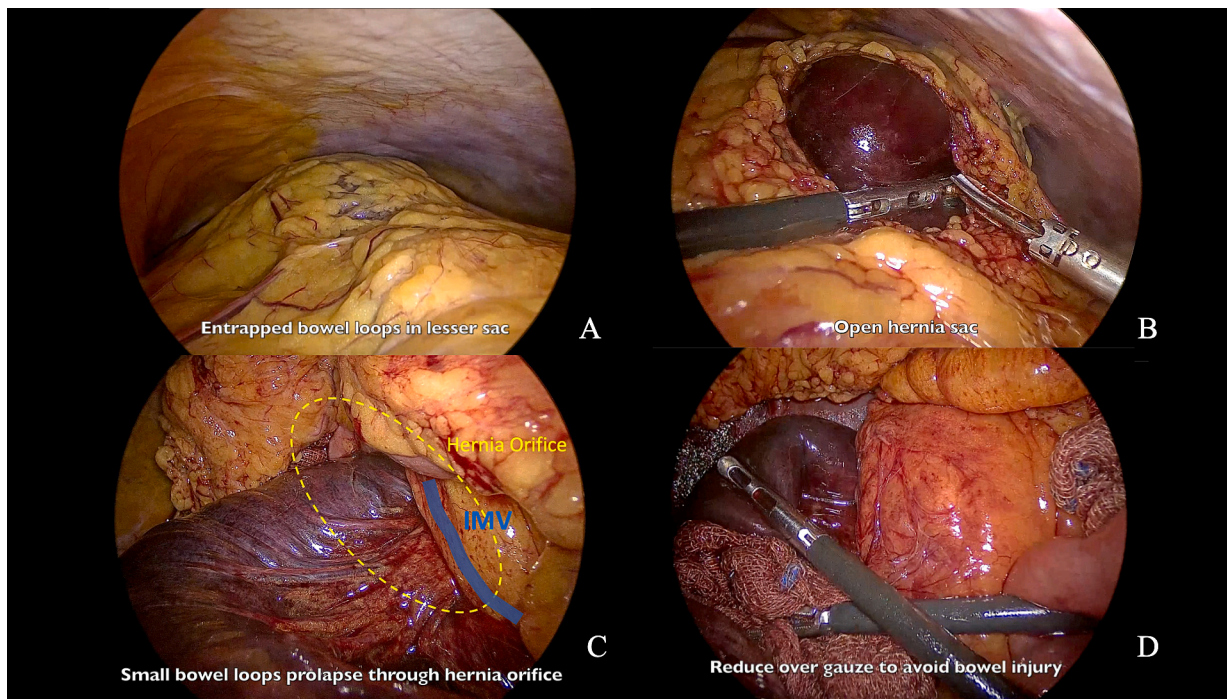 Entrapped bowel loops in lesser sac
A
Open hernia sac
B
Hernia Orifice
IMV
Small bowel loops prolapse through hernia orifice
C
Reduce over gauze to avoid bowel injury
D